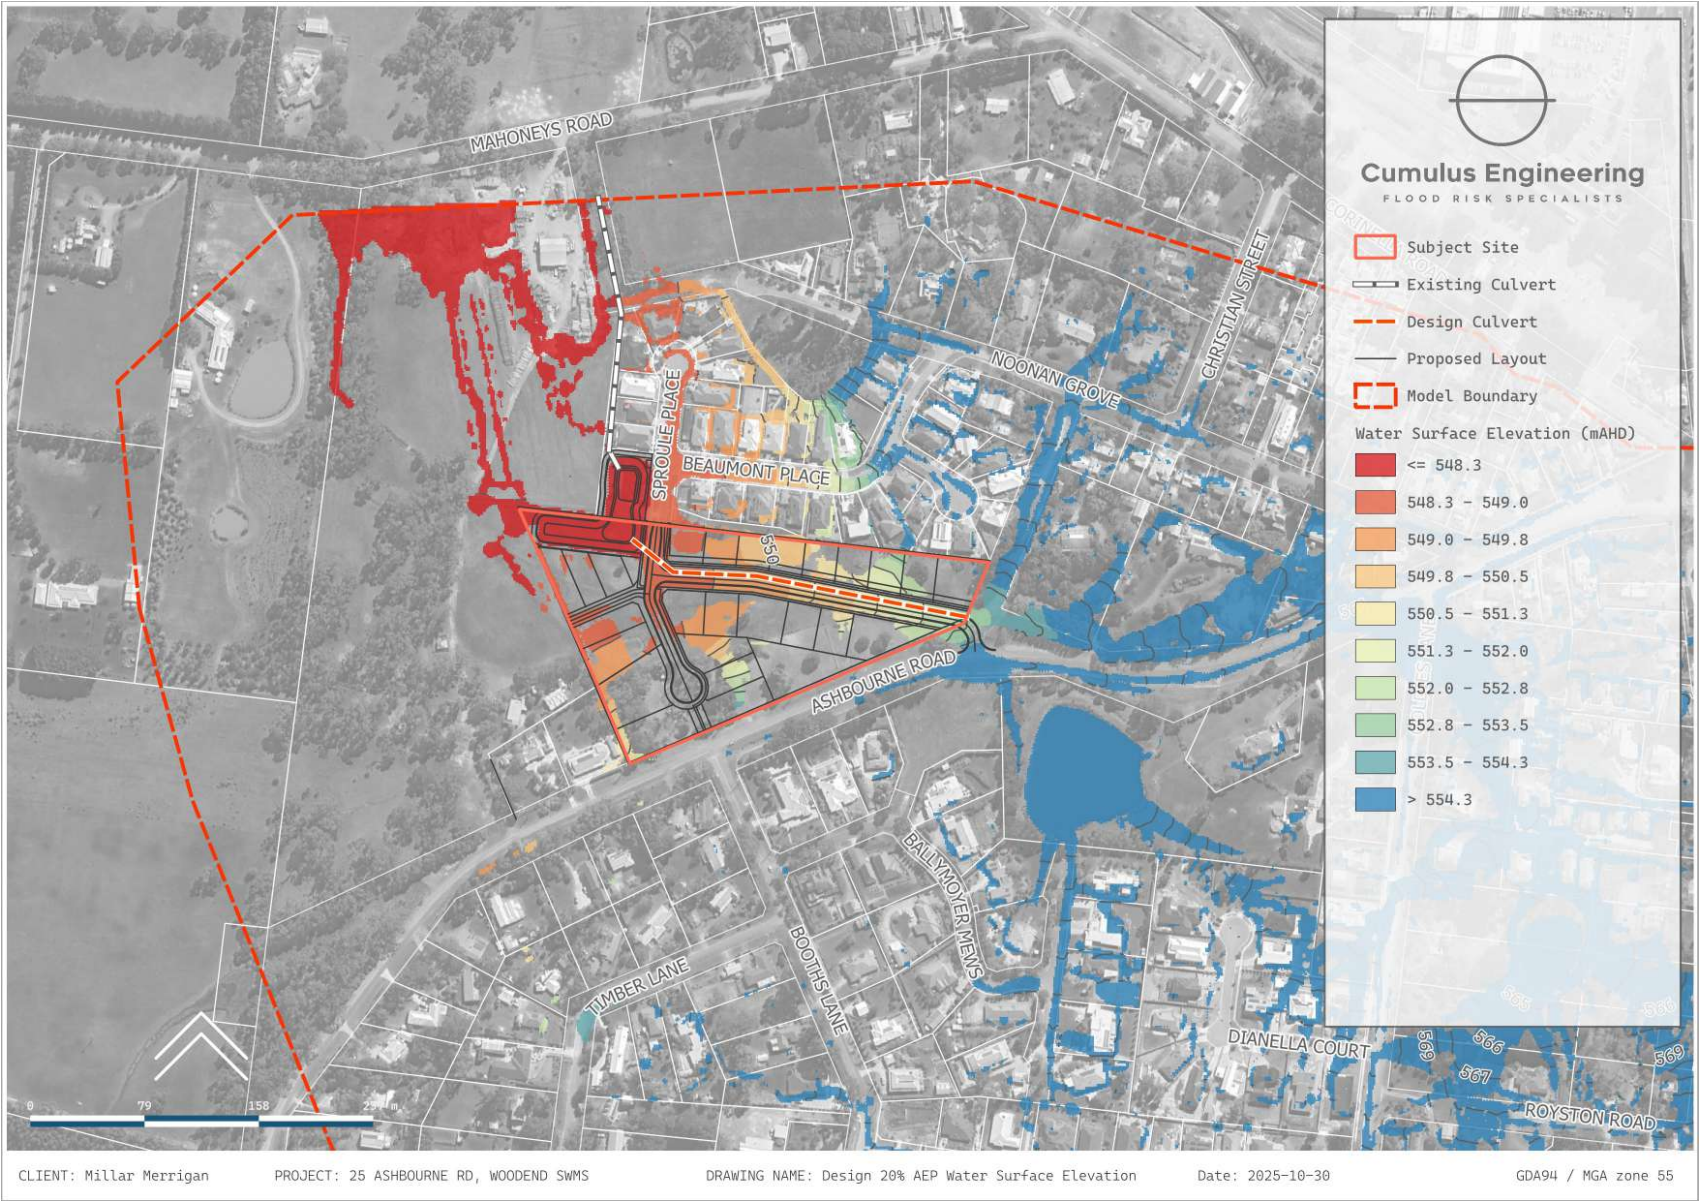 MAHONEYS ROAD
CHRISTIAN STREET
NOONAN GROVE
SPROULE PLACE
BEAUMONT PLACE
550
ASHBOURNE ROAD
BALLYMOYER MEWS
BOOTHS LANE
TIMBER LANE
DIANELLA COURT
ROYSTON ROAD
565
566
569
566
567
569
0 79 158 m
Cumulus Engineering
FLOOD RISK SPECIALISTS
Subject Site
Existing Culvert
Design Culvert
Proposed Layout
Model Boundary
Water Surface Elevation (mAHD)
<= 548.3
548.3 - 549.0
549.0 - 549.8
549.8 - 550.5
550.5 - 551.3
551.3 - 552.0
552.0 - 552.8
552.8 - 553.5
553.5 - 554.3
> 554.3
CLIENT: Millar Merrigan PROJECT: 25 ASHBOURNE RD, WOODEND SWMS DRAWING NAME: Design 20% AEP Water Surface Elevation Date: 2025-10-30 GDA94 / MGA zone 55